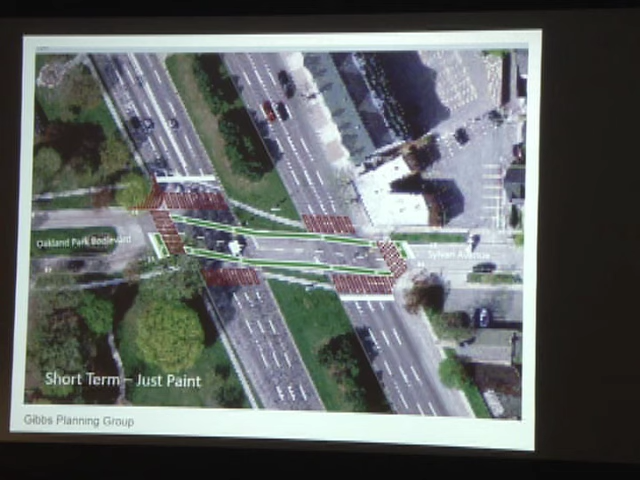 Oakland Park Boulevard
Sylvan Avenue
Short Term – Just Paint
Gibbs Planning Group